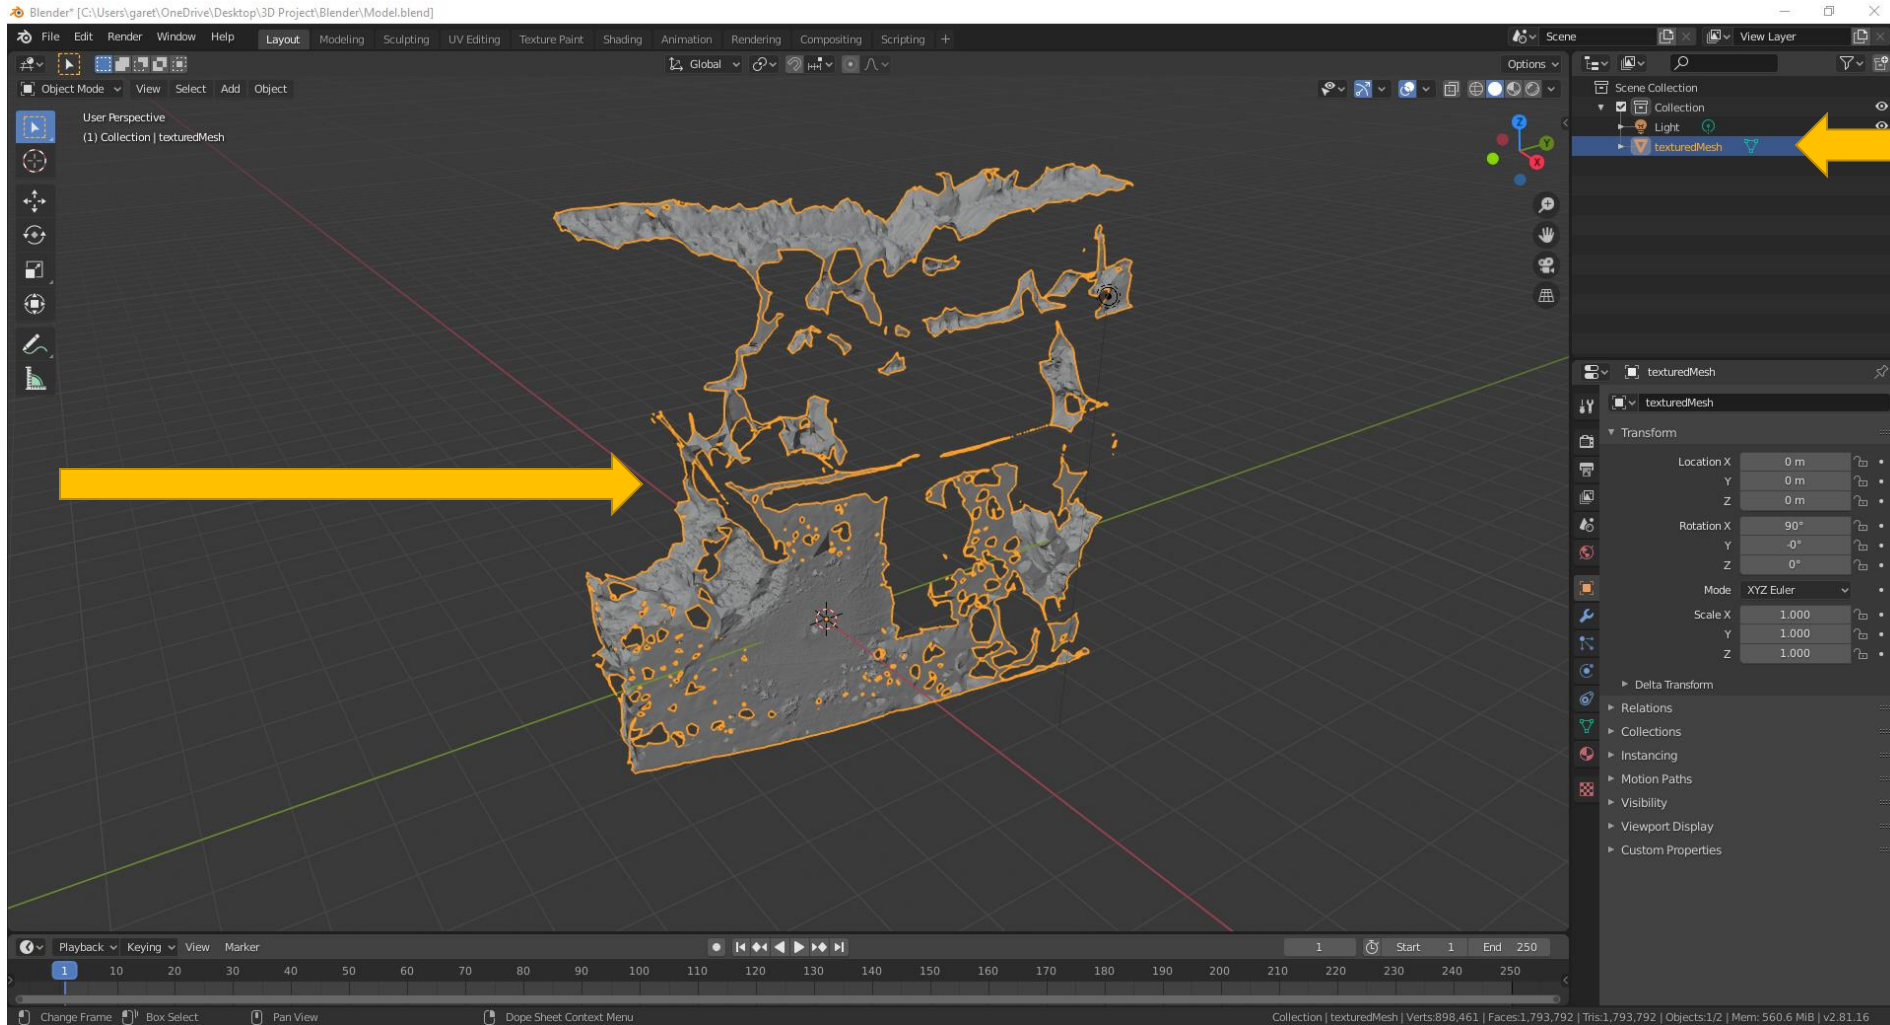 Blender* [C:\Users\garet\OneDrive\Desktop\3D Project\Blender\Model.blend]
File Edit Render Window Help Layout Modeling Sculpting UV Editing Texture Paint Shading Animation Rendering Compositing Scripting + Scene View Layer
Global Options
Object Mode View Select Add Object
User Perspective
(1) Collection | texturedMesh
Z
Y
X
Scene Collection
Collection
Light
texturedMesh
texturedMesh
texturedMesh
Transform
Location X 0 m
Y 0 m
Z 0 m
Rotation X 90°
Y -0°
Z 0°
Mode XYZ Euler
Scale X 1.000
Y 1.000
Z 1.000
Delta Transform
Relations
Collections
Instancing
Motion Paths
Visibility
Viewport Display
Custom Properties
Playback Keying View Marker 1 Start 1 End 250
1 10 20 30 40 50 60 70 80 90 100 110 120 130 140 150 160 170 180 190 200 210 220 230 240 250
Change Frame Box Select Pan View Dope Sheet Context Menu Collection | texturedMesh | Verts:898,461 | Faces:1,793,792 | Tris:1,793,792 | Objects:1/2 | Mem: 560.6 MiB | v2.81.16